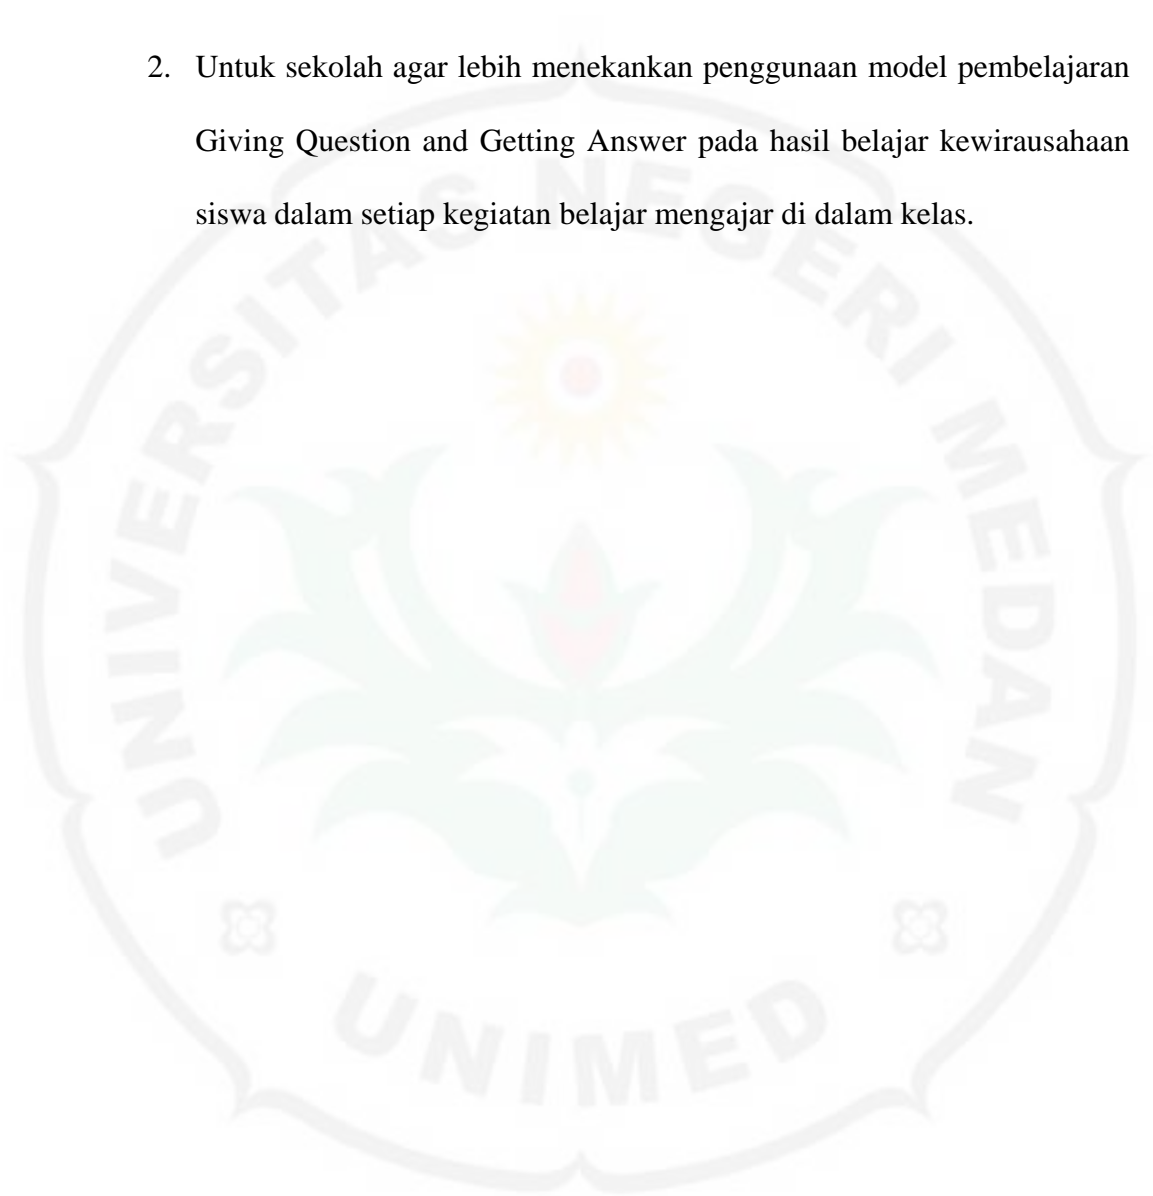 2. Untuk sekolah agar lebih menekankan penggunaan model pembelajaran
Giving Question and Getting Answer pada hasil belajar kewirausahaan
siswa dalam setiap kegiatan belajar mengajar di dalam kelas.
UNIVERSITAS NEGERI MEDAN
UNIMED